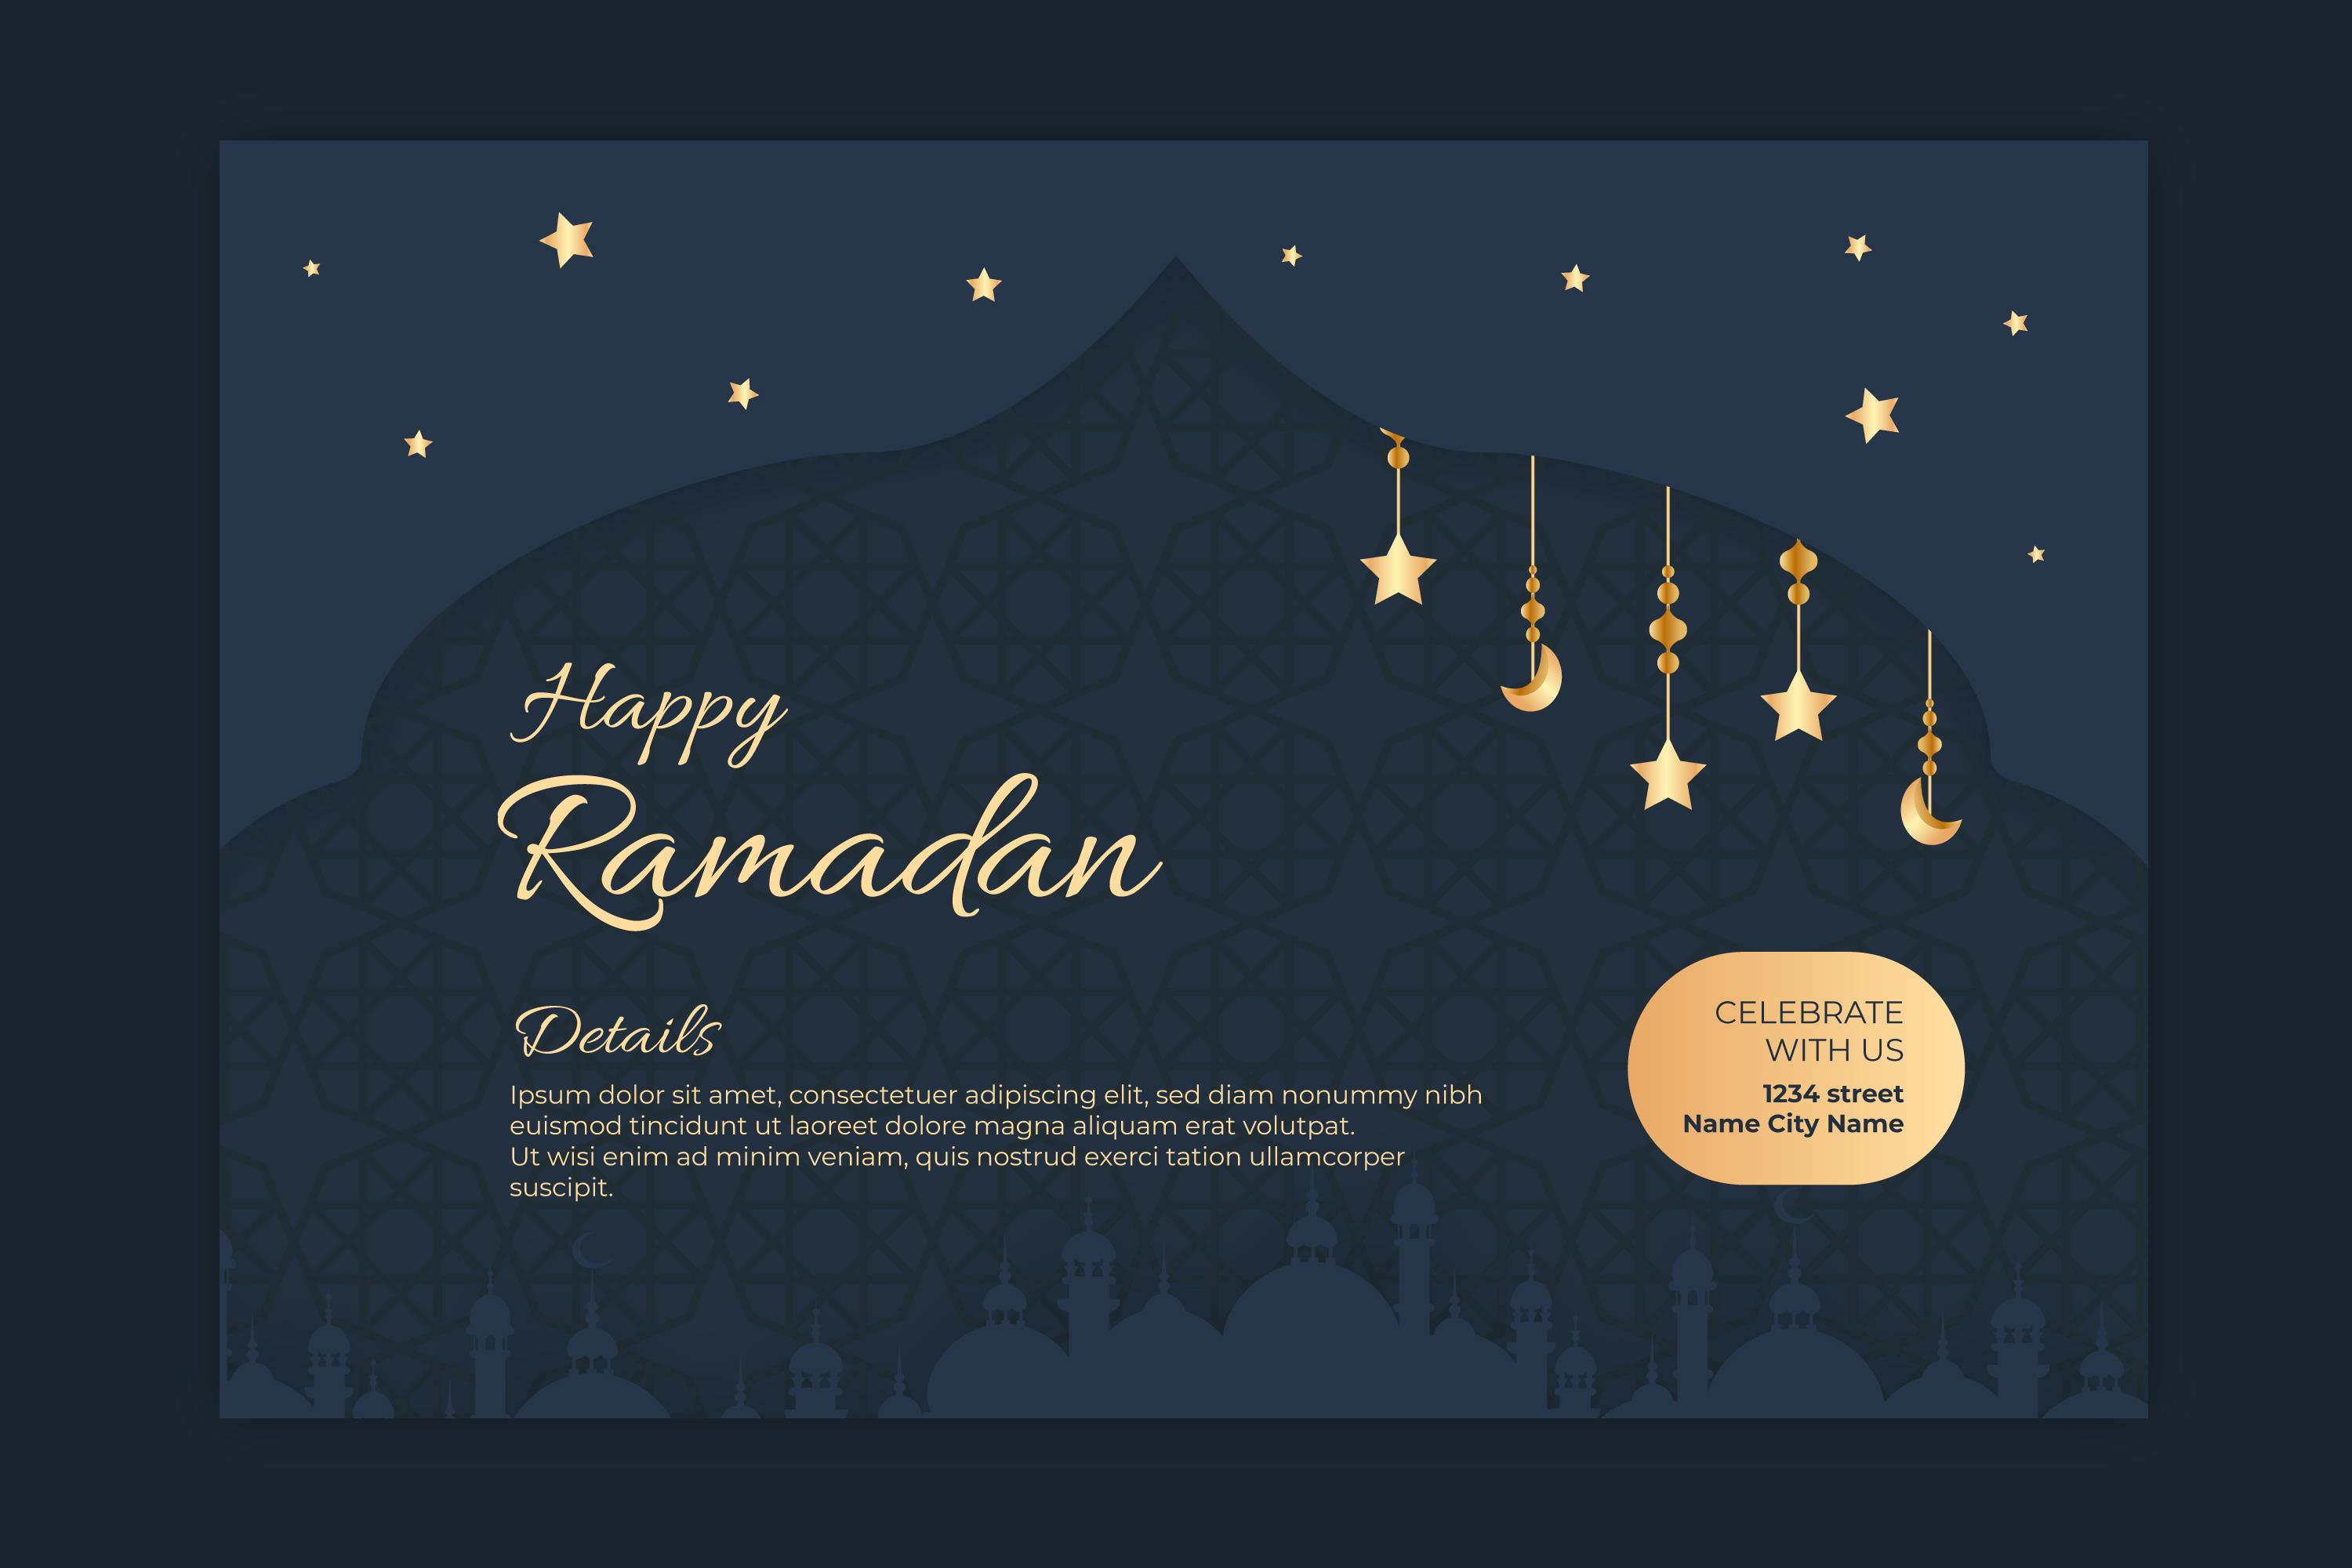 Happy
Ramadan
Details
Ipsum dolor sit amet, consectetuer adipiscing elit, sed diam nonummy nibh
euismod tincidunt ut laoreet dolore magna aliquam erat volutpat.
Ut wisi enim ad minim veniam, quis nostrud exerci tation ullamcorper
suscipit.
CELEBRATE
WITH US
1234 street
Name City Name